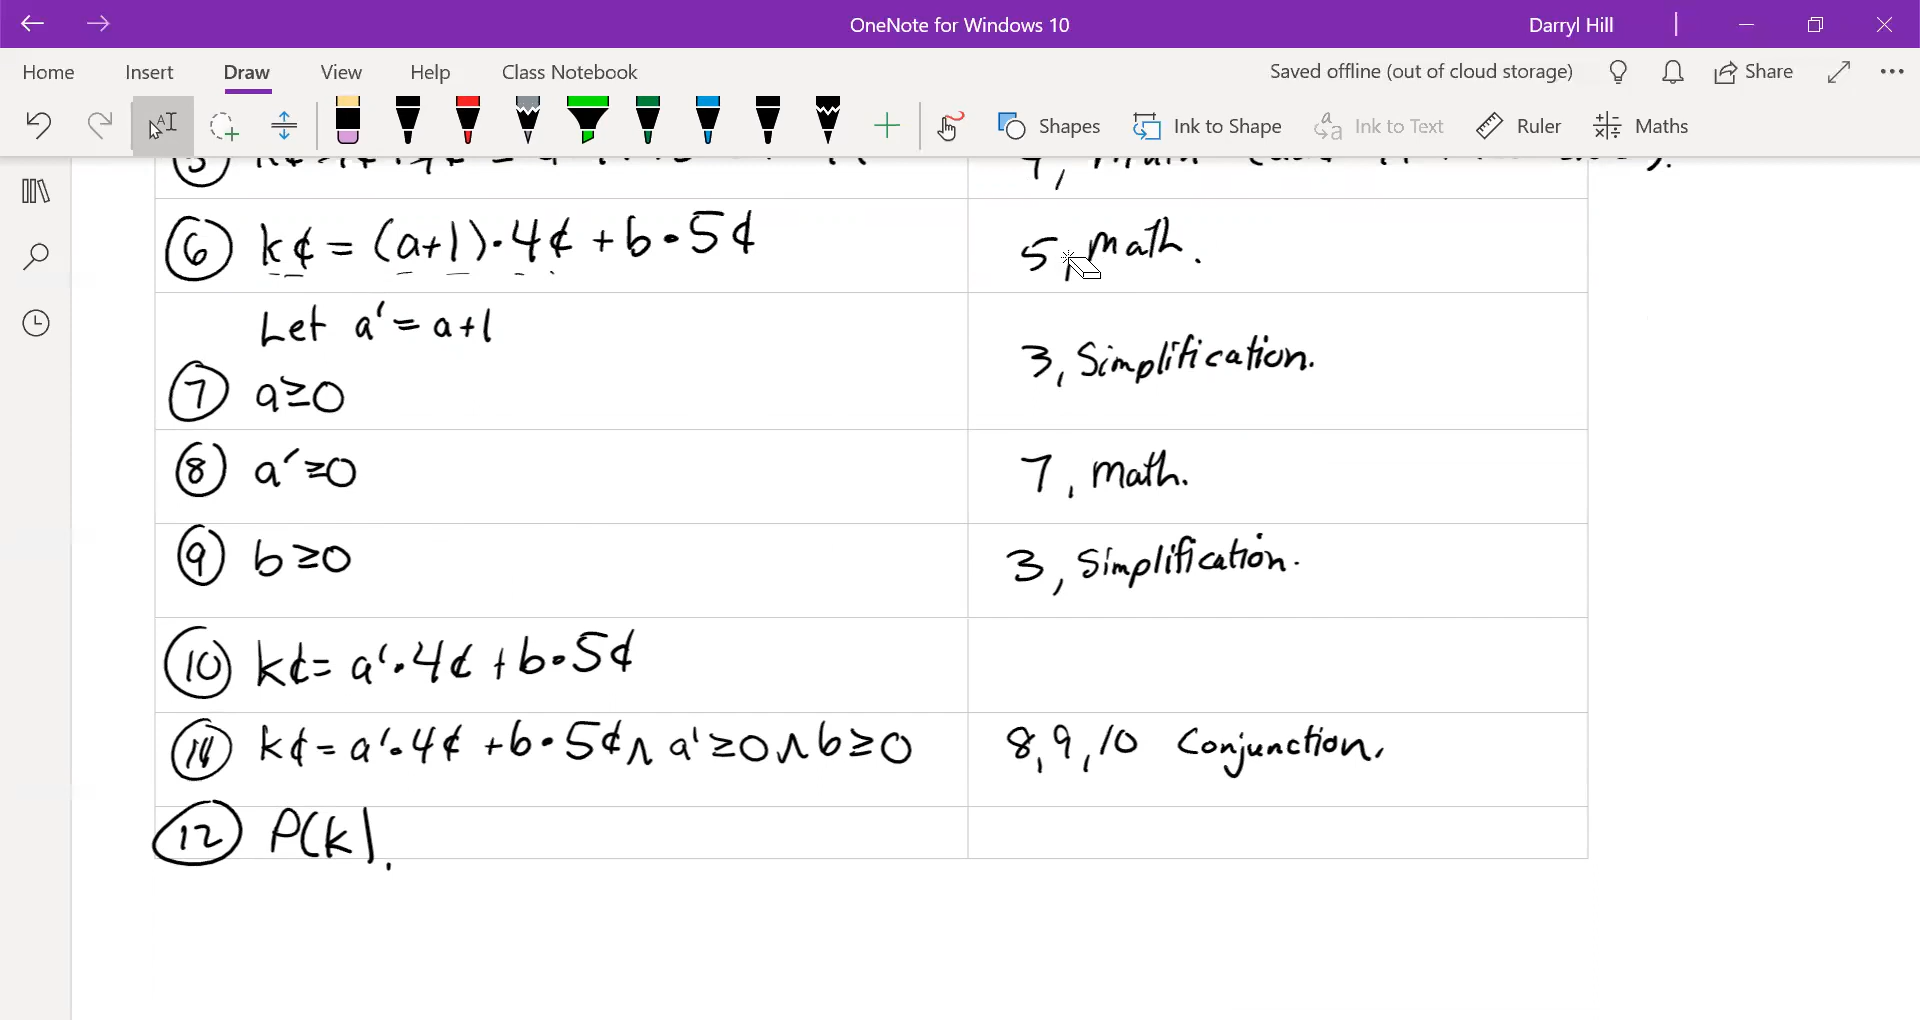 OneNote for Windows 10
Darryl Hill
Home Insert Draw View Help Class Notebook
Saved offline (out of cloud storage)
Share
Shapes
Ink to Shape
Ink to Text
Ruler
Maths
⑥ k¢ = (a+1)·4¢ + b·5¢
5, Math.
Let a' = a+1
⑦ a≥0
3, Simplification.
⑧ a'≥0
7, Math.
⑨ b≥0
3, Simplification.
⑩ k¢= a'·4¢ + b·5¢
⑪ k¢= a'·4¢ + b·5¢ ∧ a'≥0 ∧ b≥0
8, 9, 10 Conjunction.
⑫ P(k).